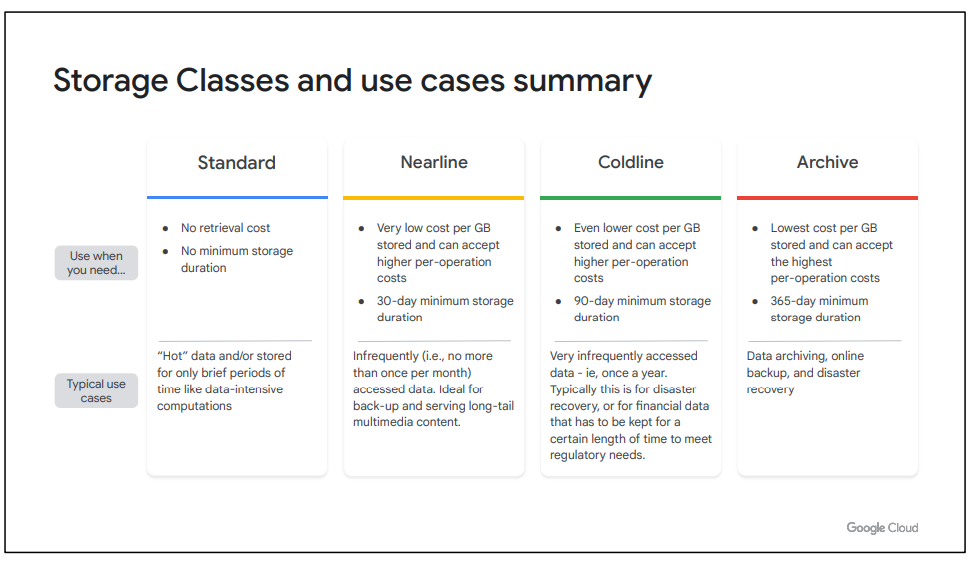 Storage Classes and use cases summary
Standard
Nearline
Coldline
Archive
Use when
you need...
● No retrieval cost
● No minimum storage
duration
● Very low cost per GB
stored and can accept
higher per-operation
costs
● 30-day minimum storage
duration
● Even lower cost per GB
stored and can accept
higher per-operation
costs
● 90-day minimum storage
duration
● Lowest cost per GB
stored and can accept
the highest
per-operation costs
● 365-day minimum
storage duration
Typical use
cases
“Hot” data and/or stored
for only brief periods of
time like data-intensive
computations
Infrequently (i.e., no more
than once per month)
accessed data. Ideal for
back-up and serving long-tail
multimedia content.
Very infrequently accessed
data - ie, once a year.
Typically this is for disaster
recovery, or for financial data
that has to be kept for a
certain length of time to meet
regulatory needs.
Data archiving, online
backup, and disaster
recovery
Google Cloud